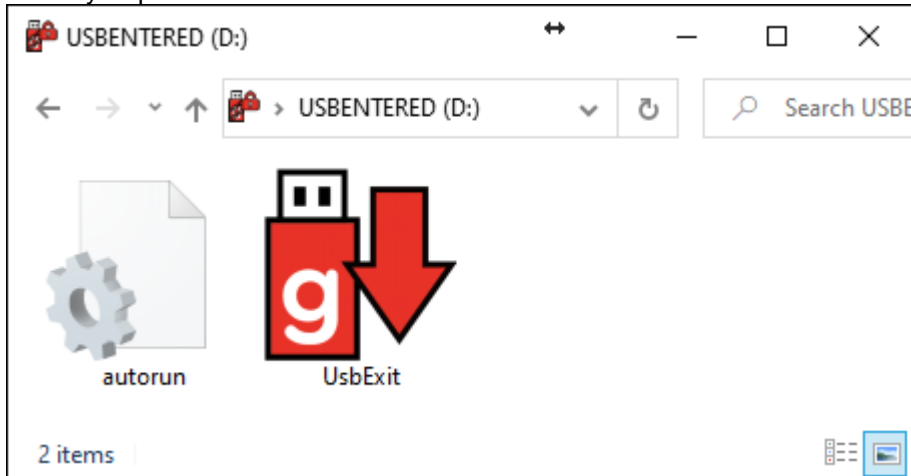 USBENTERED (D:)
USBENTERED (D:)
Search USBE
g
autorun
UsbExit
2 items